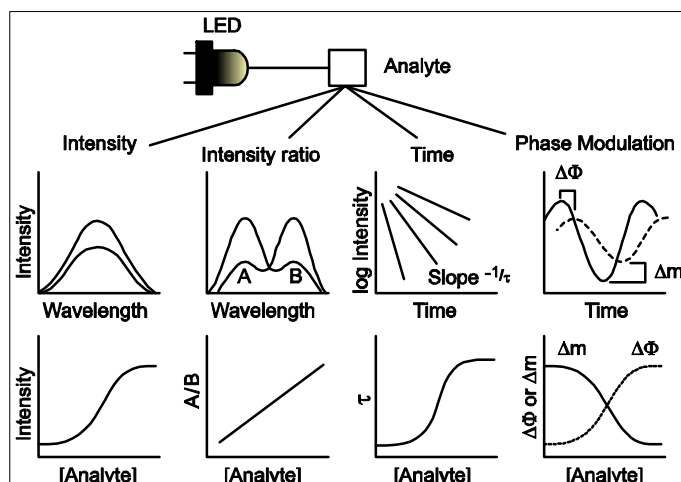 LED
Analyte
Intensity
Intensity ratio
Time
Phase Modulation
Intensity
Wavelength
A
B
Wavelength
log Intensity
Slope -1/τ
Time
ΔΦ
Δm
Time
Intensity
[Analyte]
A/B
[Analyte]
τ
[Analyte]
ΔΦ or Δm
Δm
ΔΦ
[Analyte]